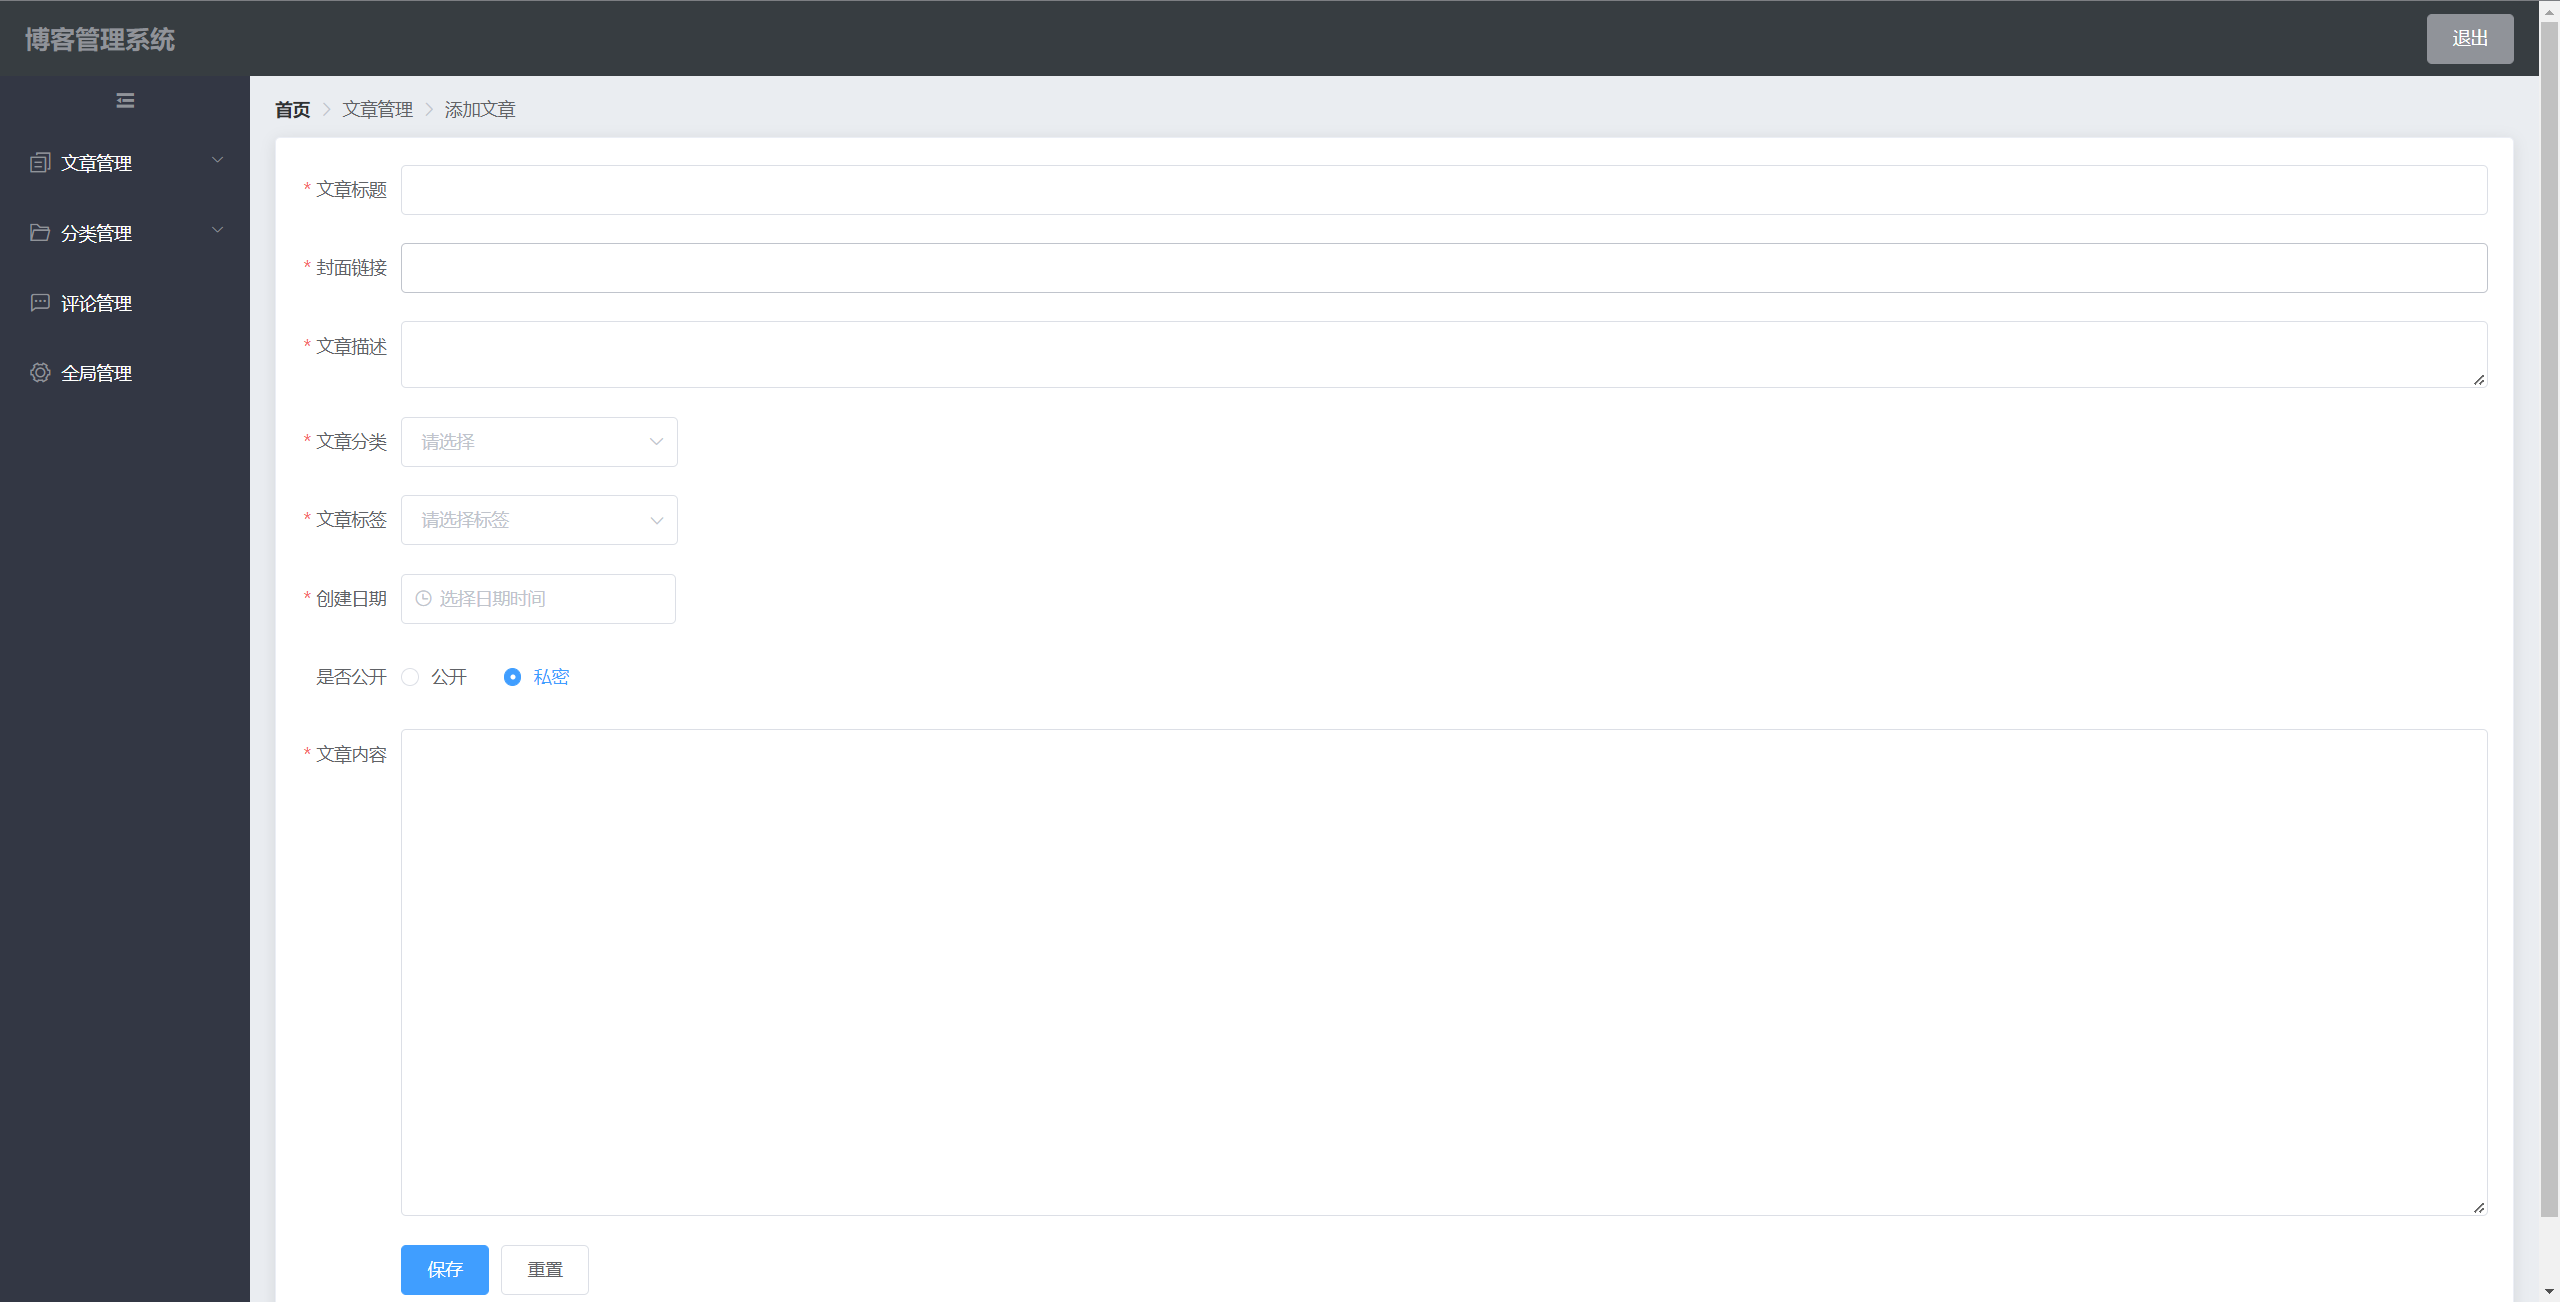 博客管理系统
退出
文章管理
分类管理
评论管理
全局管理
首页 文章管理 添加文章
* 文章标题
* 封面链接
* 文章描述
* 文章分类 请选择
* 文章标签 请选择标签
* 创建日期 选择日期时间
是否公开 公开 私密
* 文章内容
保存 重置